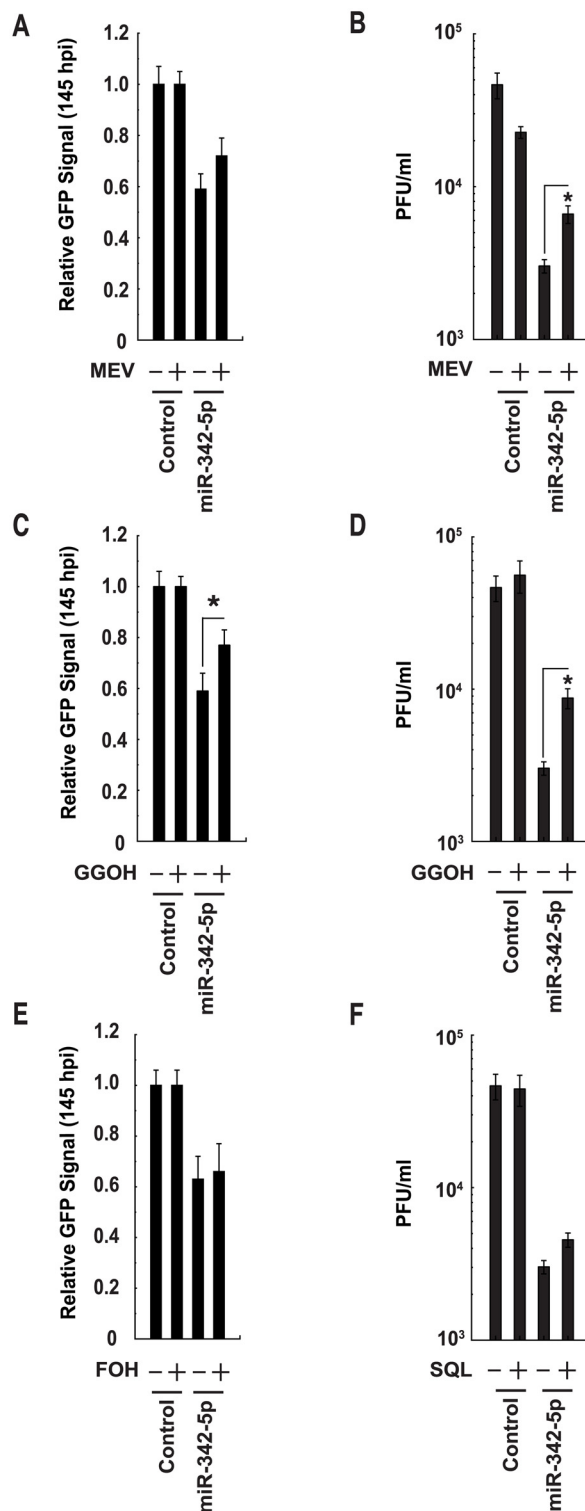 A
Relative GFP Signal (145 hpi)
1.2
1.0
0.8
0.6
0.4
0.2
0
MEV − + − +
Control
miR-342-5p
B
PFU/ml
10⁵
10⁴
10³
*
MEV − + − +
Control
miR-342-5p
C
Relative GFP Signal (145 hpi)
1.2
1.0
0.8
0.6
0.4
0.2
0
*
GGOH − + − +
Control
miR-342-5p
D
PFU/ml
10⁵
10⁴
10³
*
GGOH − + − +
Control
miR-342-5p
E
Relative GFP Signal (145 hpi)
1.2
1.0
0.8
0.6
0.4
0.2
0
FOH − + − +
Control
miR-342-5p
F
PFU/ml
10⁵
10⁴
10³
SQL − + − +
Control
miR-342-5p